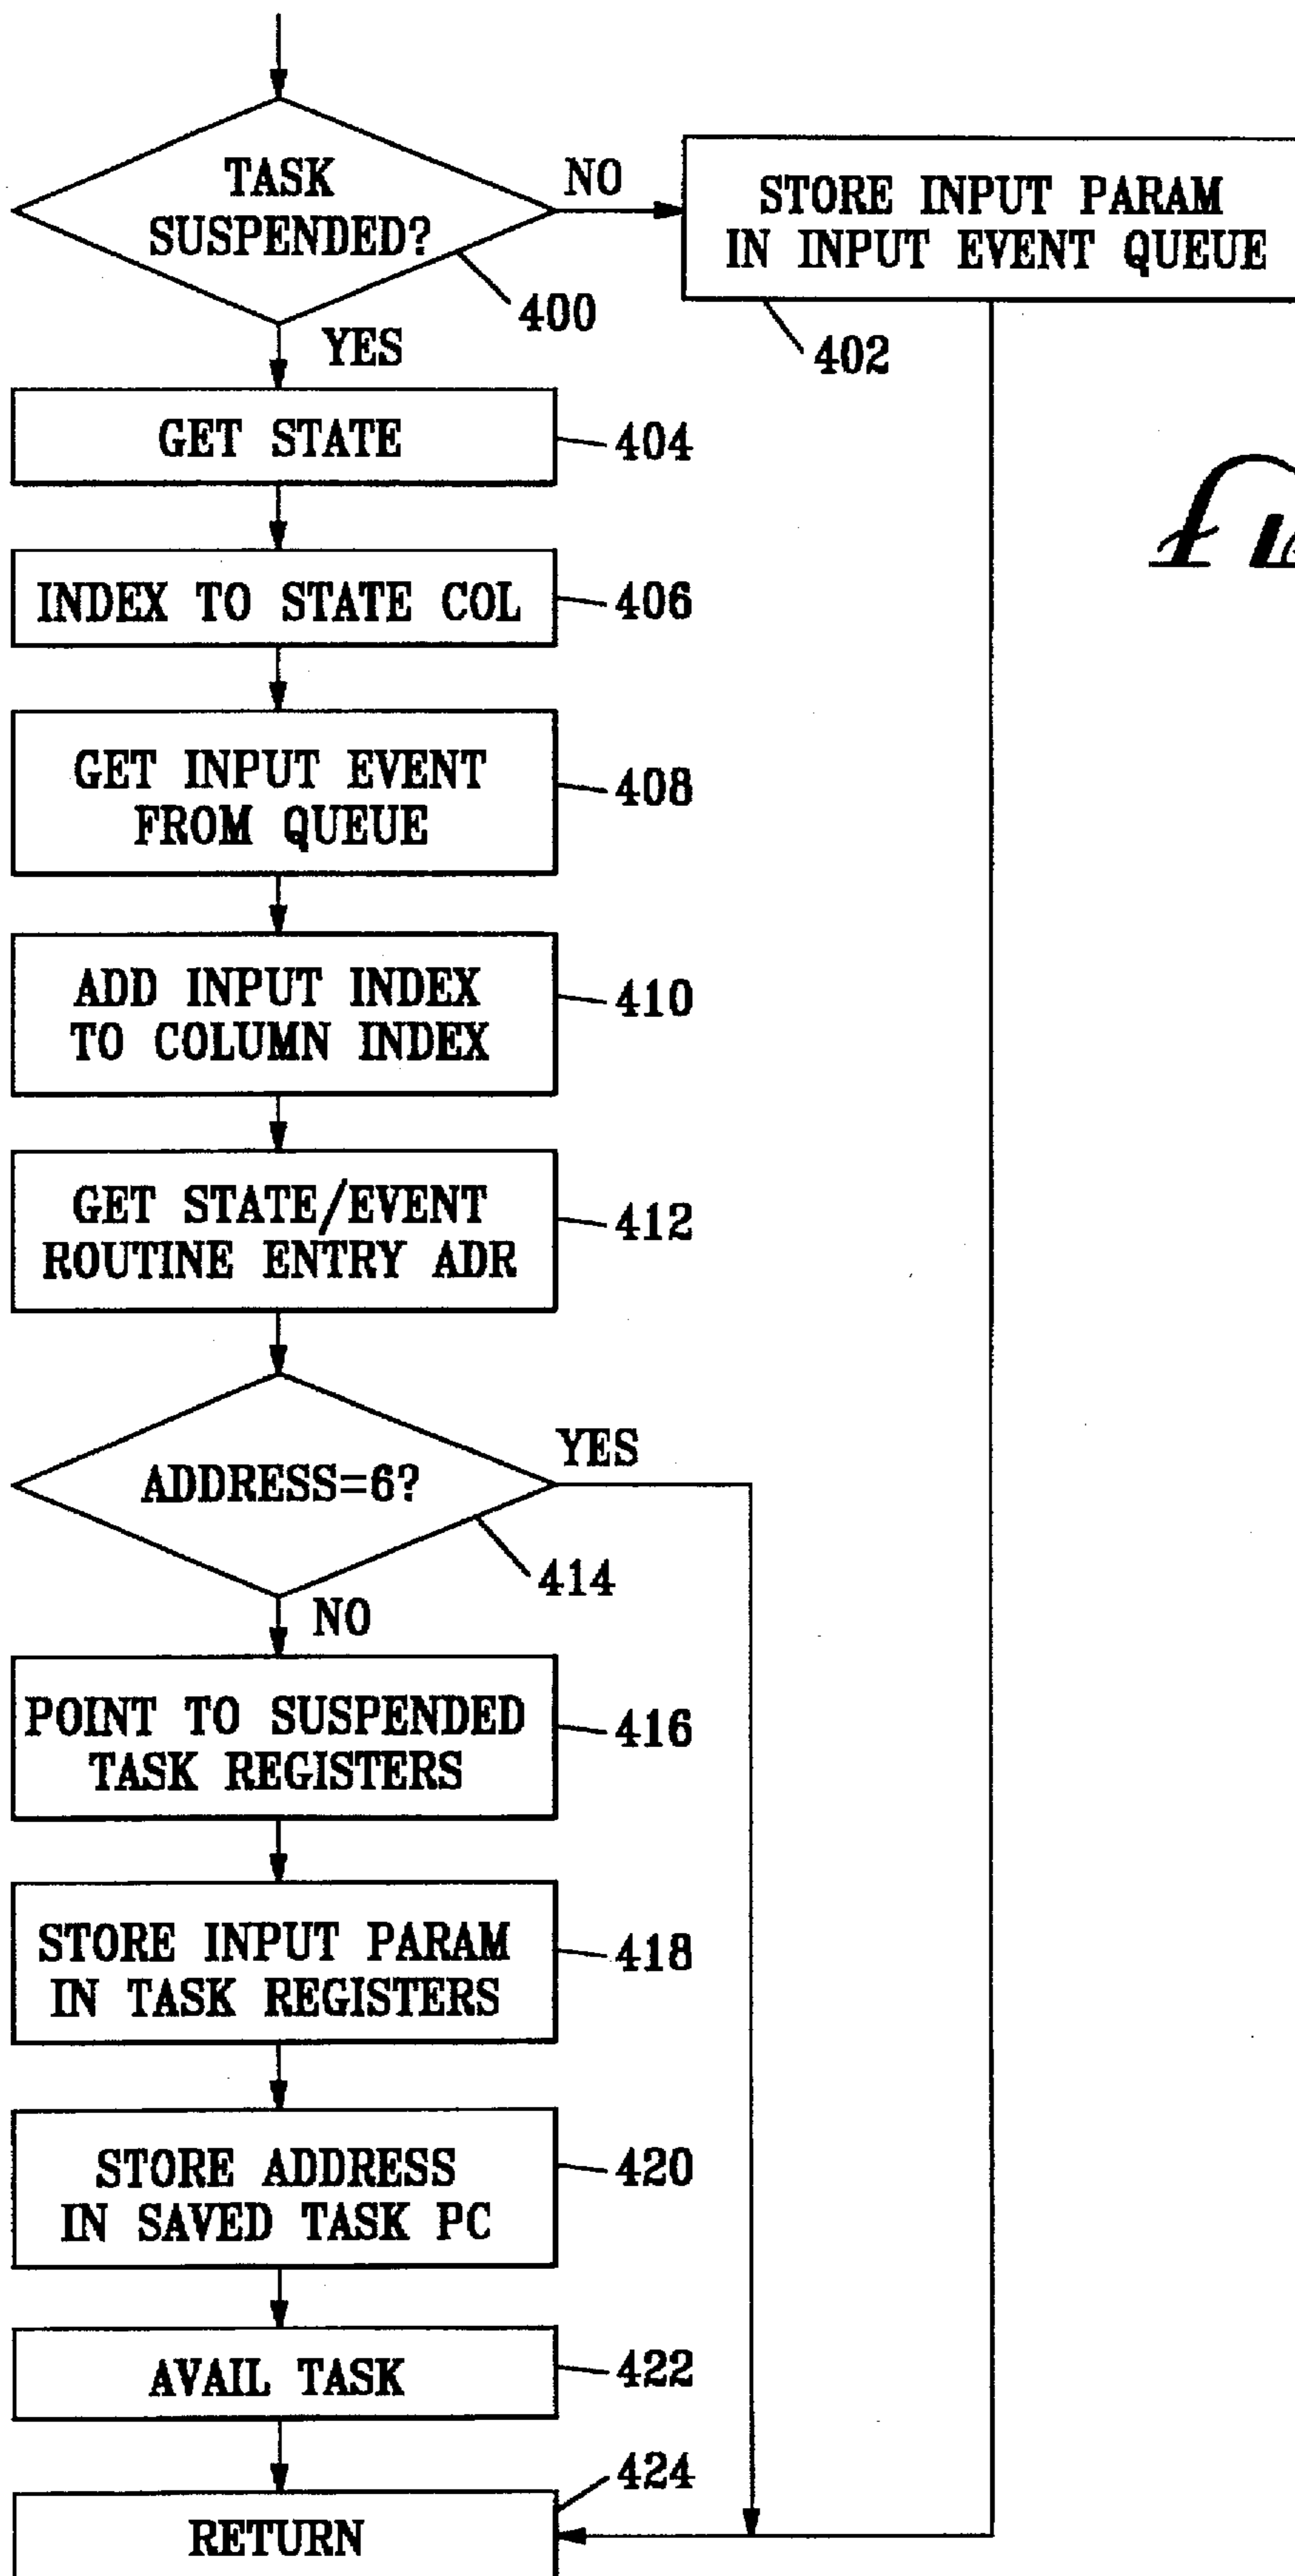 TASK
SUSPENDED?
NO
STORE INPUT PARAM
IN INPUT EVENT QUEUE
400
402
YES
GET STATE
404
INDEX TO STATE COL
406
GET INPUT EVENT
FROM QUEUE
408
ADD INPUT INDEX
TO COLUMN INDEX
410
GET STATE/EVENT
ROUTINE ENTRY ADR
412
ADDRESS=6?
YES
414
NO
POINT TO SUSPENDED
TASK REGISTERS
416
STORE INPUT PARAM
IN TASK REGISTERS
418
STORE ADDRESS
IN SAVED TASK PC
420
AVAIL TASK
422
424
RETURN